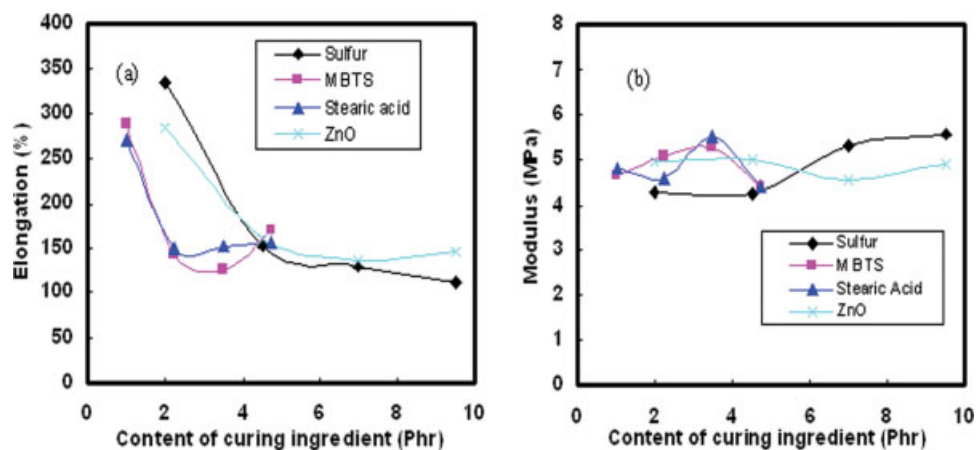 400
350
300
250
200
150
100
50
0
Elongation (%)
(a)
Sulfur
MBTS
Stearic acid
ZnO
0 2 4 6 8 10
Content of curing ingredient (Phr)
8
7
6
5
4
3
2
1
0
Modulus (MPa)
(b)
Sulfur
MBTS
Stearic Acid
ZnO
0 2 4 6 8 10
Content of curing ingredient (Phr)